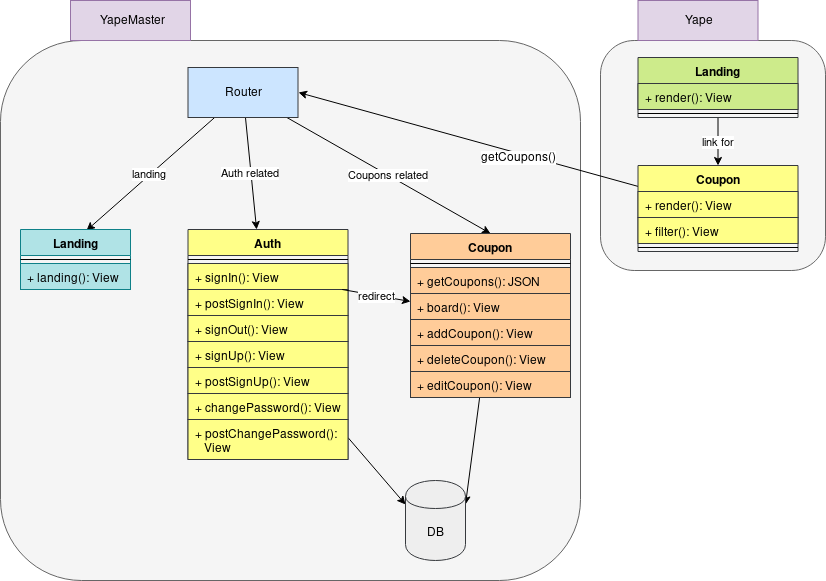 YapeMaster
Yape
Router
Landing
+ render(): View
link for
getCoupons()
Coupon
+ render(): View
+ filter(): View
landing
Auth related
Coupons related
Landing
+ landing(): View
Auth
+ signIn(): View
+ postSignIn(): View
+ signOut(): View
+ signUp(): View
+ postSignUp(): View
+ changePassword(): View
+ postChangePassword():
View
redirect
Coupon
+ getCoupons(): JSON
+ board(): View
+ addCoupon(): View
+ deleteCoupon(): View
+ editCoupon(): View
DB